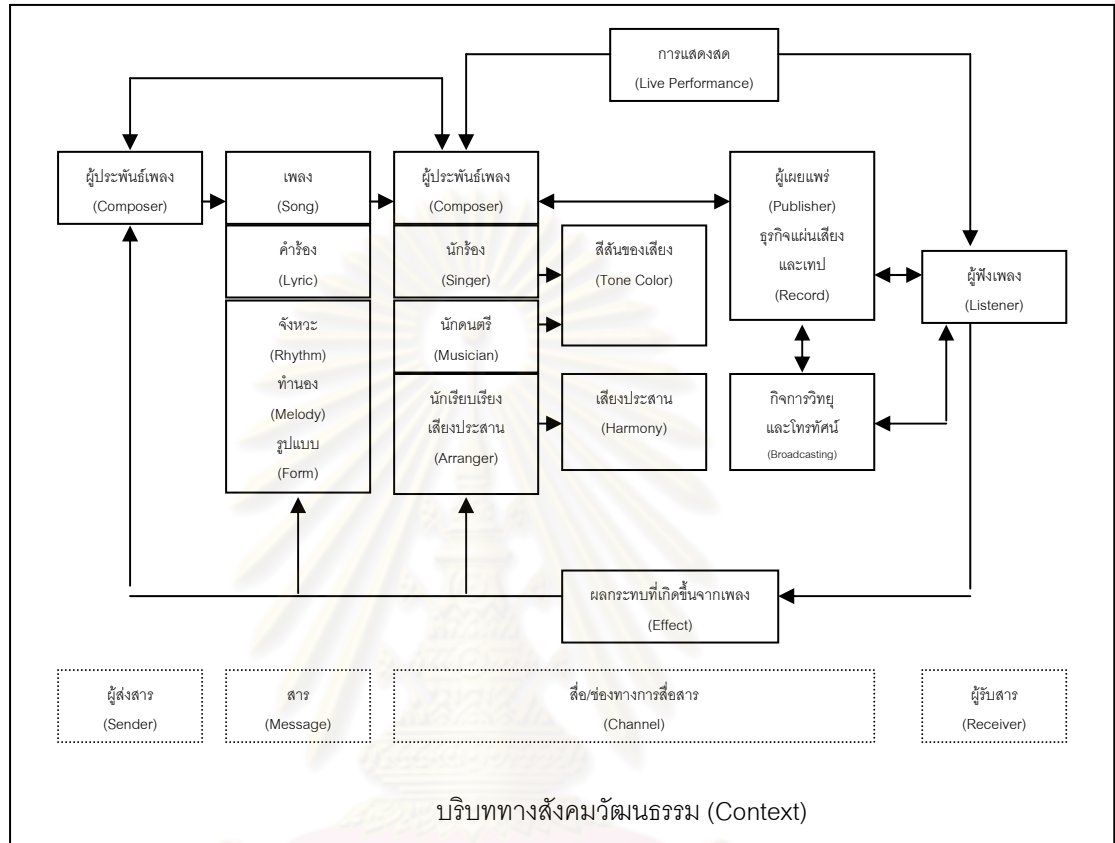 การแสดงสด
(Live Performance)
ผู้ประพันธ์เพลง
(Composer)
เพลง
(Song)
คำร้อง
(Lyric)
จังหวะ
(Rhythm)
ทำนอง
(Melody)
รูปแบบ
(Form)
ผู้ประพันธ์เพลง
(Composer)
นักร้อง
(Singer)
นักดนตรี
(Musician)
นักเรียบเรียง
เสียงประสาน
(Arranger)
สีสันของเสียง
(Tone Color)
เสียงประสาน
(Harmony)
ผู้เผยแพร่
(Publisher)
ธุรกิจแผ่นเสียง
และเทป
(Record)
กิจการวิทยุ
และโทรทัศน์
(Broadcasting)
ผู้ฟังเพลง
(Listener)
ผลกระทบที่เกิดขึ้นจากเพลง
(Effect)
ผู้ส่งสาร
(Sender)
สาร
(Message)
สื่อ/ช่องทางการสื่อสาร
(Channel)
ผู้รับสาร
(Receiver)
บริบททางสังคมวัฒนธรรม (Context)